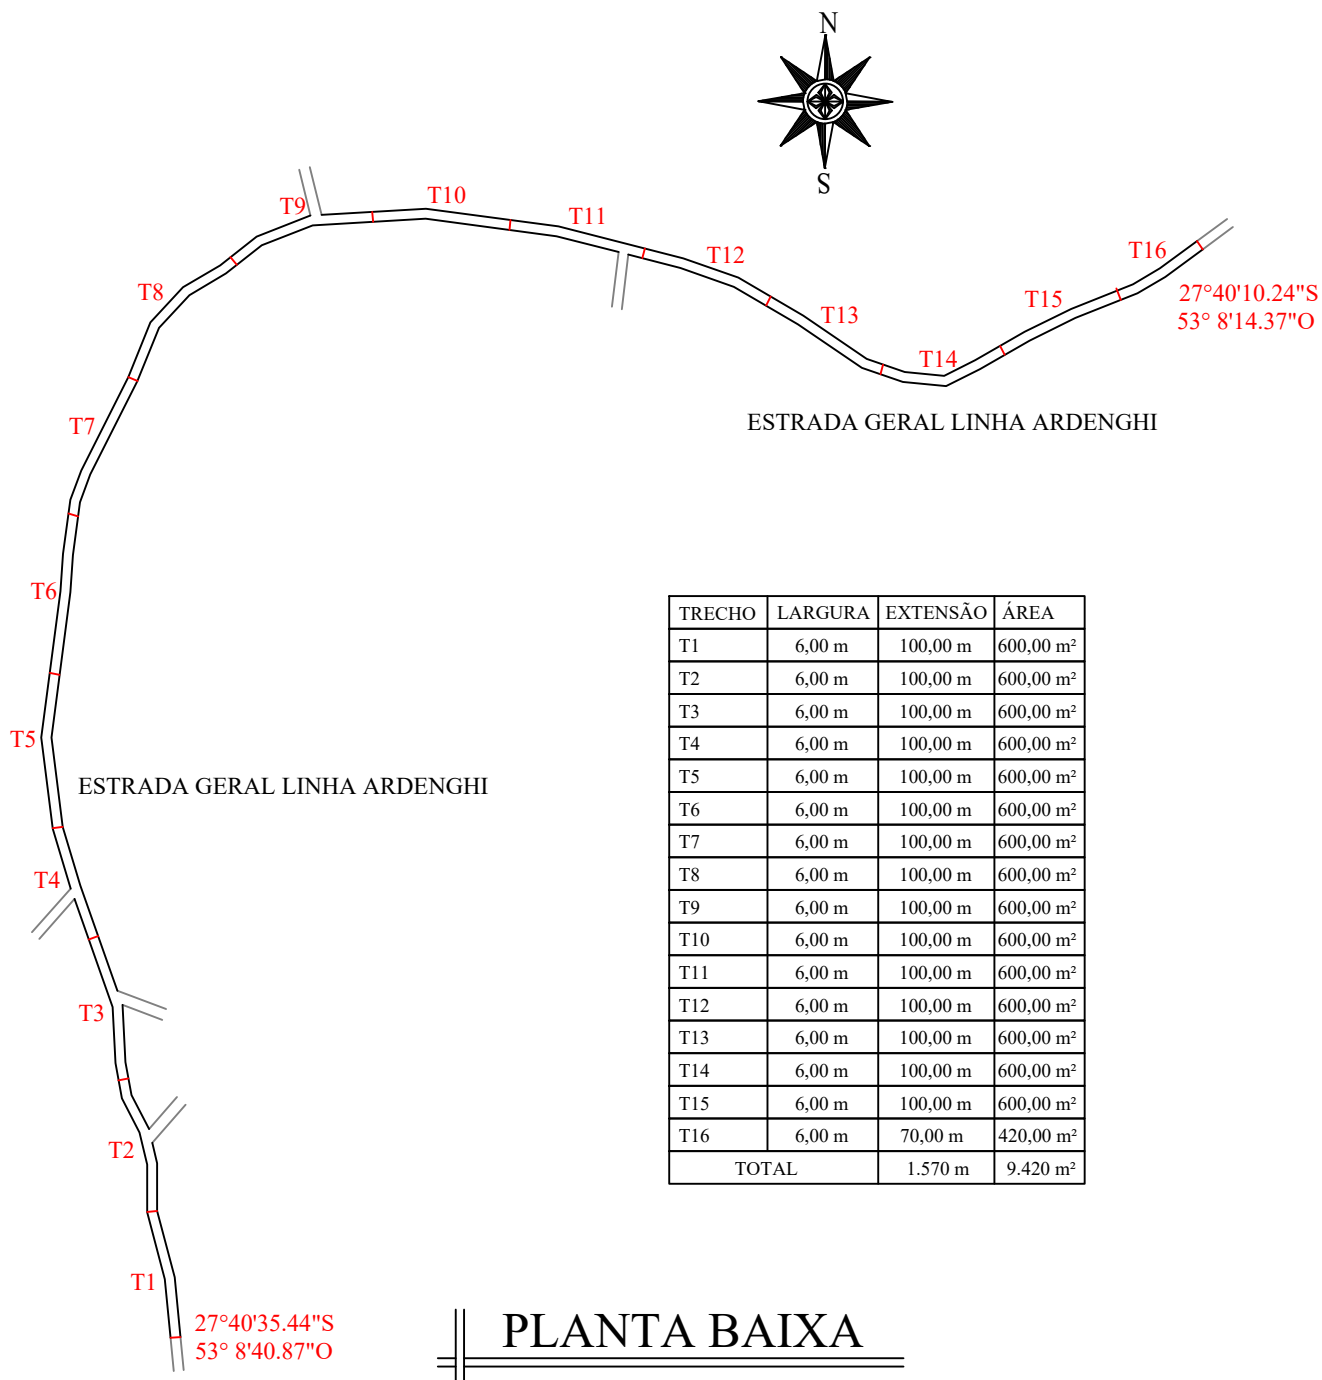 N
S
T9
T10
T11
T12
T16
T8
27°40'10.24"S
53° 8'14.37"O
T15
T13
T14
ESTRADA GERAL LINHA ARDENGHI
T7
T6
T5
ESTRADA GERAL LINHA ARDENGHI
T4
T3
T2
T1
27°40'35.44"S
53° 8'40.87"O
TRECHO LARGURA EXTENSÃO ÁREA
T1 6,00 m 100,00 m 600,00 m²
T2 6,00 m 100,00 m 600,00 m²
T3 6,00 m 100,00 m 600,00 m²
T4 6,00 m 100,00 m 600,00 m²
T5 6,00 m 100,00 m 600,00 m²
T6 6,00 m 100,00 m 600,00 m²
T7 6,00 m 100,00 m 600,00 m²
T8 6,00 m 100,00 m 600,00 m²
T9 6,00 m 100,00 m 600,00 m²
T10 6,00 m 100,00 m 600,00 m²
T11 6,00 m 100,00 m 600,00 m²
T12 6,00 m 100,00 m 600,00 m²
T13 6,00 m 100,00 m 600,00 m²
T14 6,00 m 100,00 m 600,00 m²
T15 6,00 m 100,00 m 600,00 m²
T16 6,00 m 70,00 m 420,00 m²
TOTAL 1.570 m 9.420 m²
PLANTA BAIXA